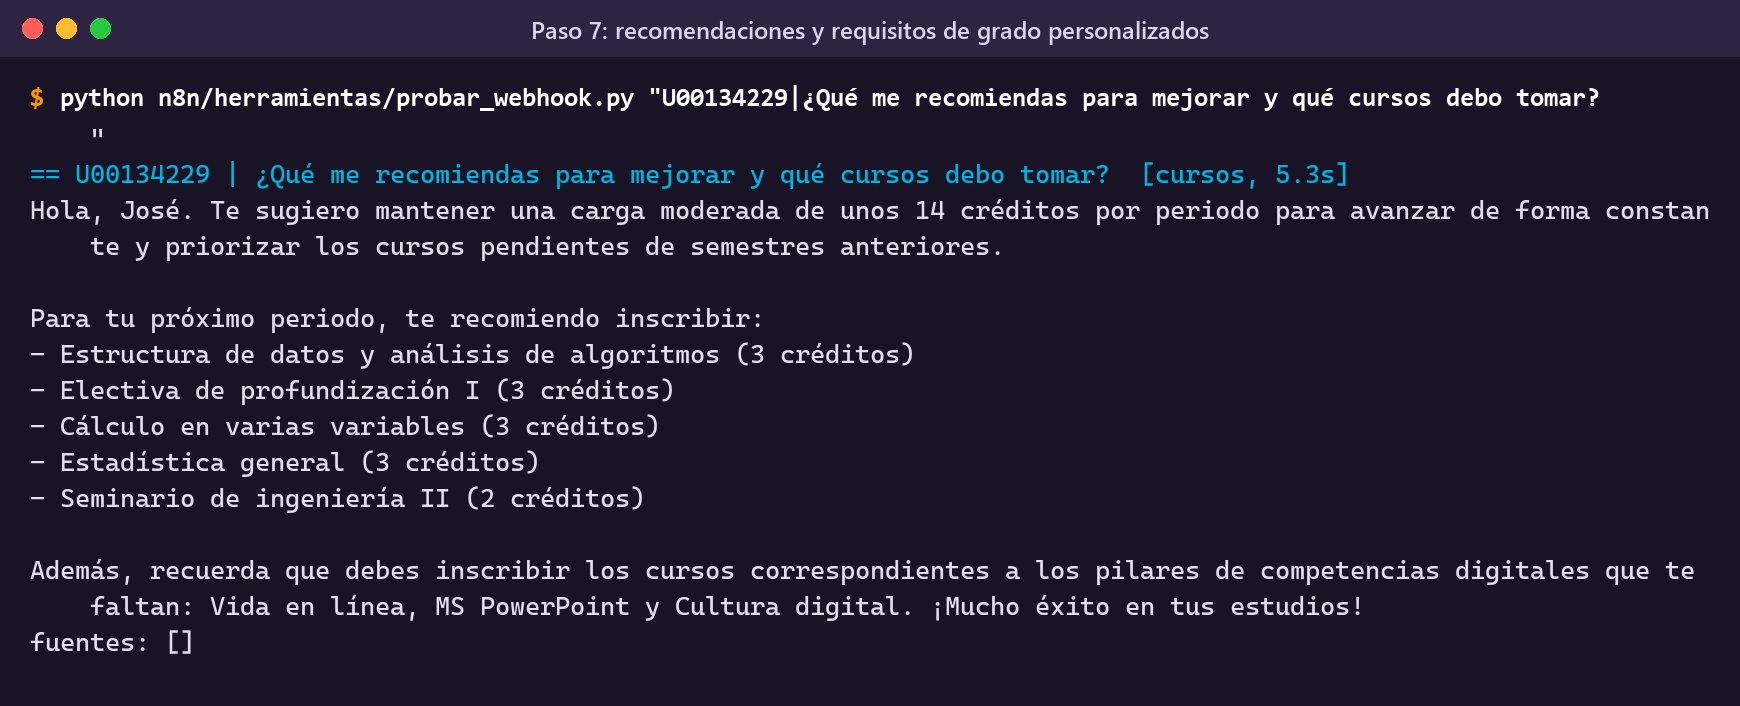 Paso 7: recomendaciones y requisitos de grado personalizados
$ python n8n/herramientas/probar_webhook.py "U00134229|¿Qué me recomiendas para mejorar y qué cursos debo tomar?
"
== U00134229 | ¿Qué me recomiendas para mejorar y qué cursos debo tomar?  [cursos, 5.3s]
Hola, José. Te sugiero mantener una carga moderada de unos 14 créditos por periodo para avanzar de forma constan
te y priorizar los cursos pendientes de semestres anteriores.
Para tu próximo periodo, te recomiendo inscribir:
- Estructura de datos y análisis de algoritmos (3 créditos)
- Electiva de profundización I (3 créditos)
- Cálculo en varias variables (3 créditos)
- Estadística general (3 créditos)
- Seminario de ingeniería II (2 créditos)
Además, recuerda que debes inscribir los cursos correspondientes a los pilares de competencias digitales que te
faltan: Vida en línea, MS PowerPoint y Cultura digital. ¡Mucho éxito en tus estudios!
fuentes: []